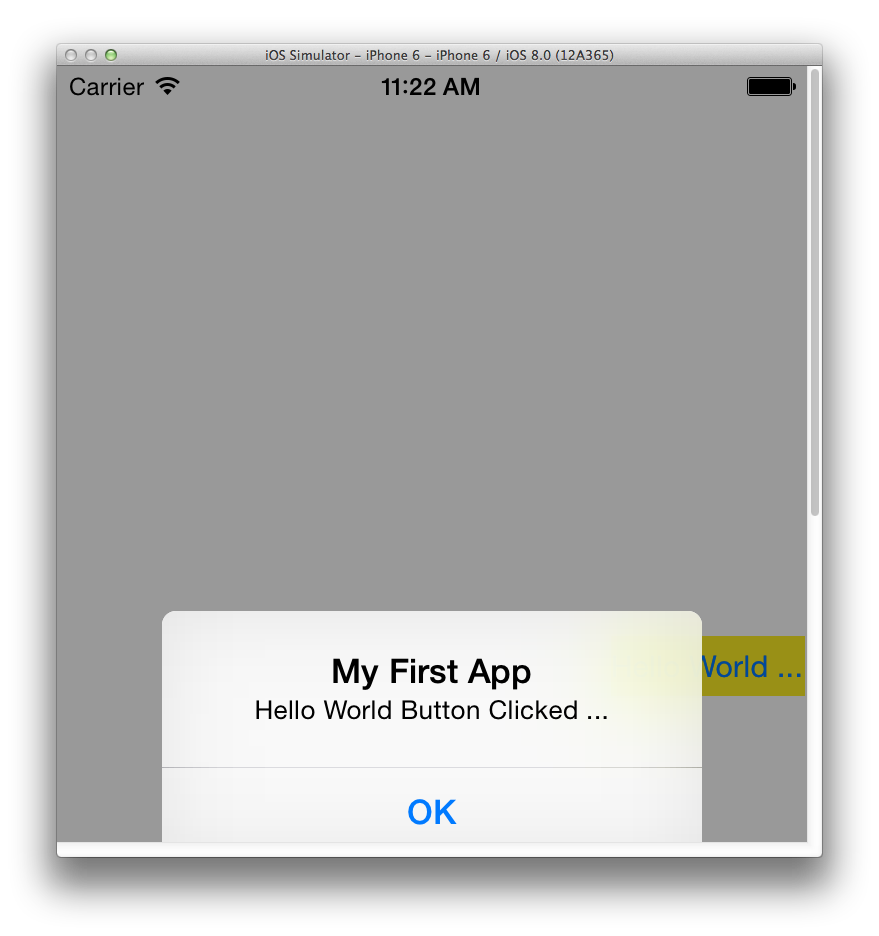 iOS Simulator – iPhone 6 – iPhone 6 / iOS 8.0 (12A365)
Carrier 11:22 AM
My First App
World ...
Hello World Button Clicked ...
OK